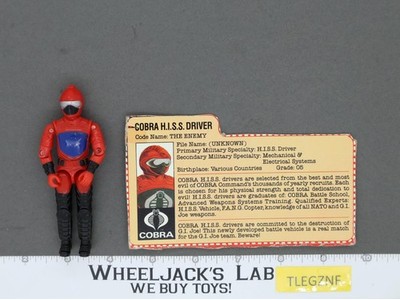 COBRA H.I.S.S. DRIVER
Code Name: THE ENEMY
File Name: (UNKNOWN)
Primary Military Specialty: H.I.S.S. Driver
Secondary Military Specialty: Mechanical &
Electrical Systems
Birthplace: Various Countries Grade: 05
COBRA H.I.S.S. drivers are selected from the best and most
evil of COBRA Command's thousands of yearly recruits. Each
is chosen for his physical strength and total dedication to
evil! H.I.S.S. drivers are graduates of: COBRA Battle School,
Advanced Weapons Systems Training. Qualified Experts:
H.I.S.S. Vehicle, F.A.N.G. Copter, knowledge of all NATO and G.I.
Joe weapons.
COBRA H.I.S.S. drivers are committed to the destruction of
G.I. Joe! This newly developed battle vehicle is a real match
for the G.I. Joe team. Beware!
COBRA
WHEELJACK'S LAB
WE BUY TOYS!
TLEGZNF